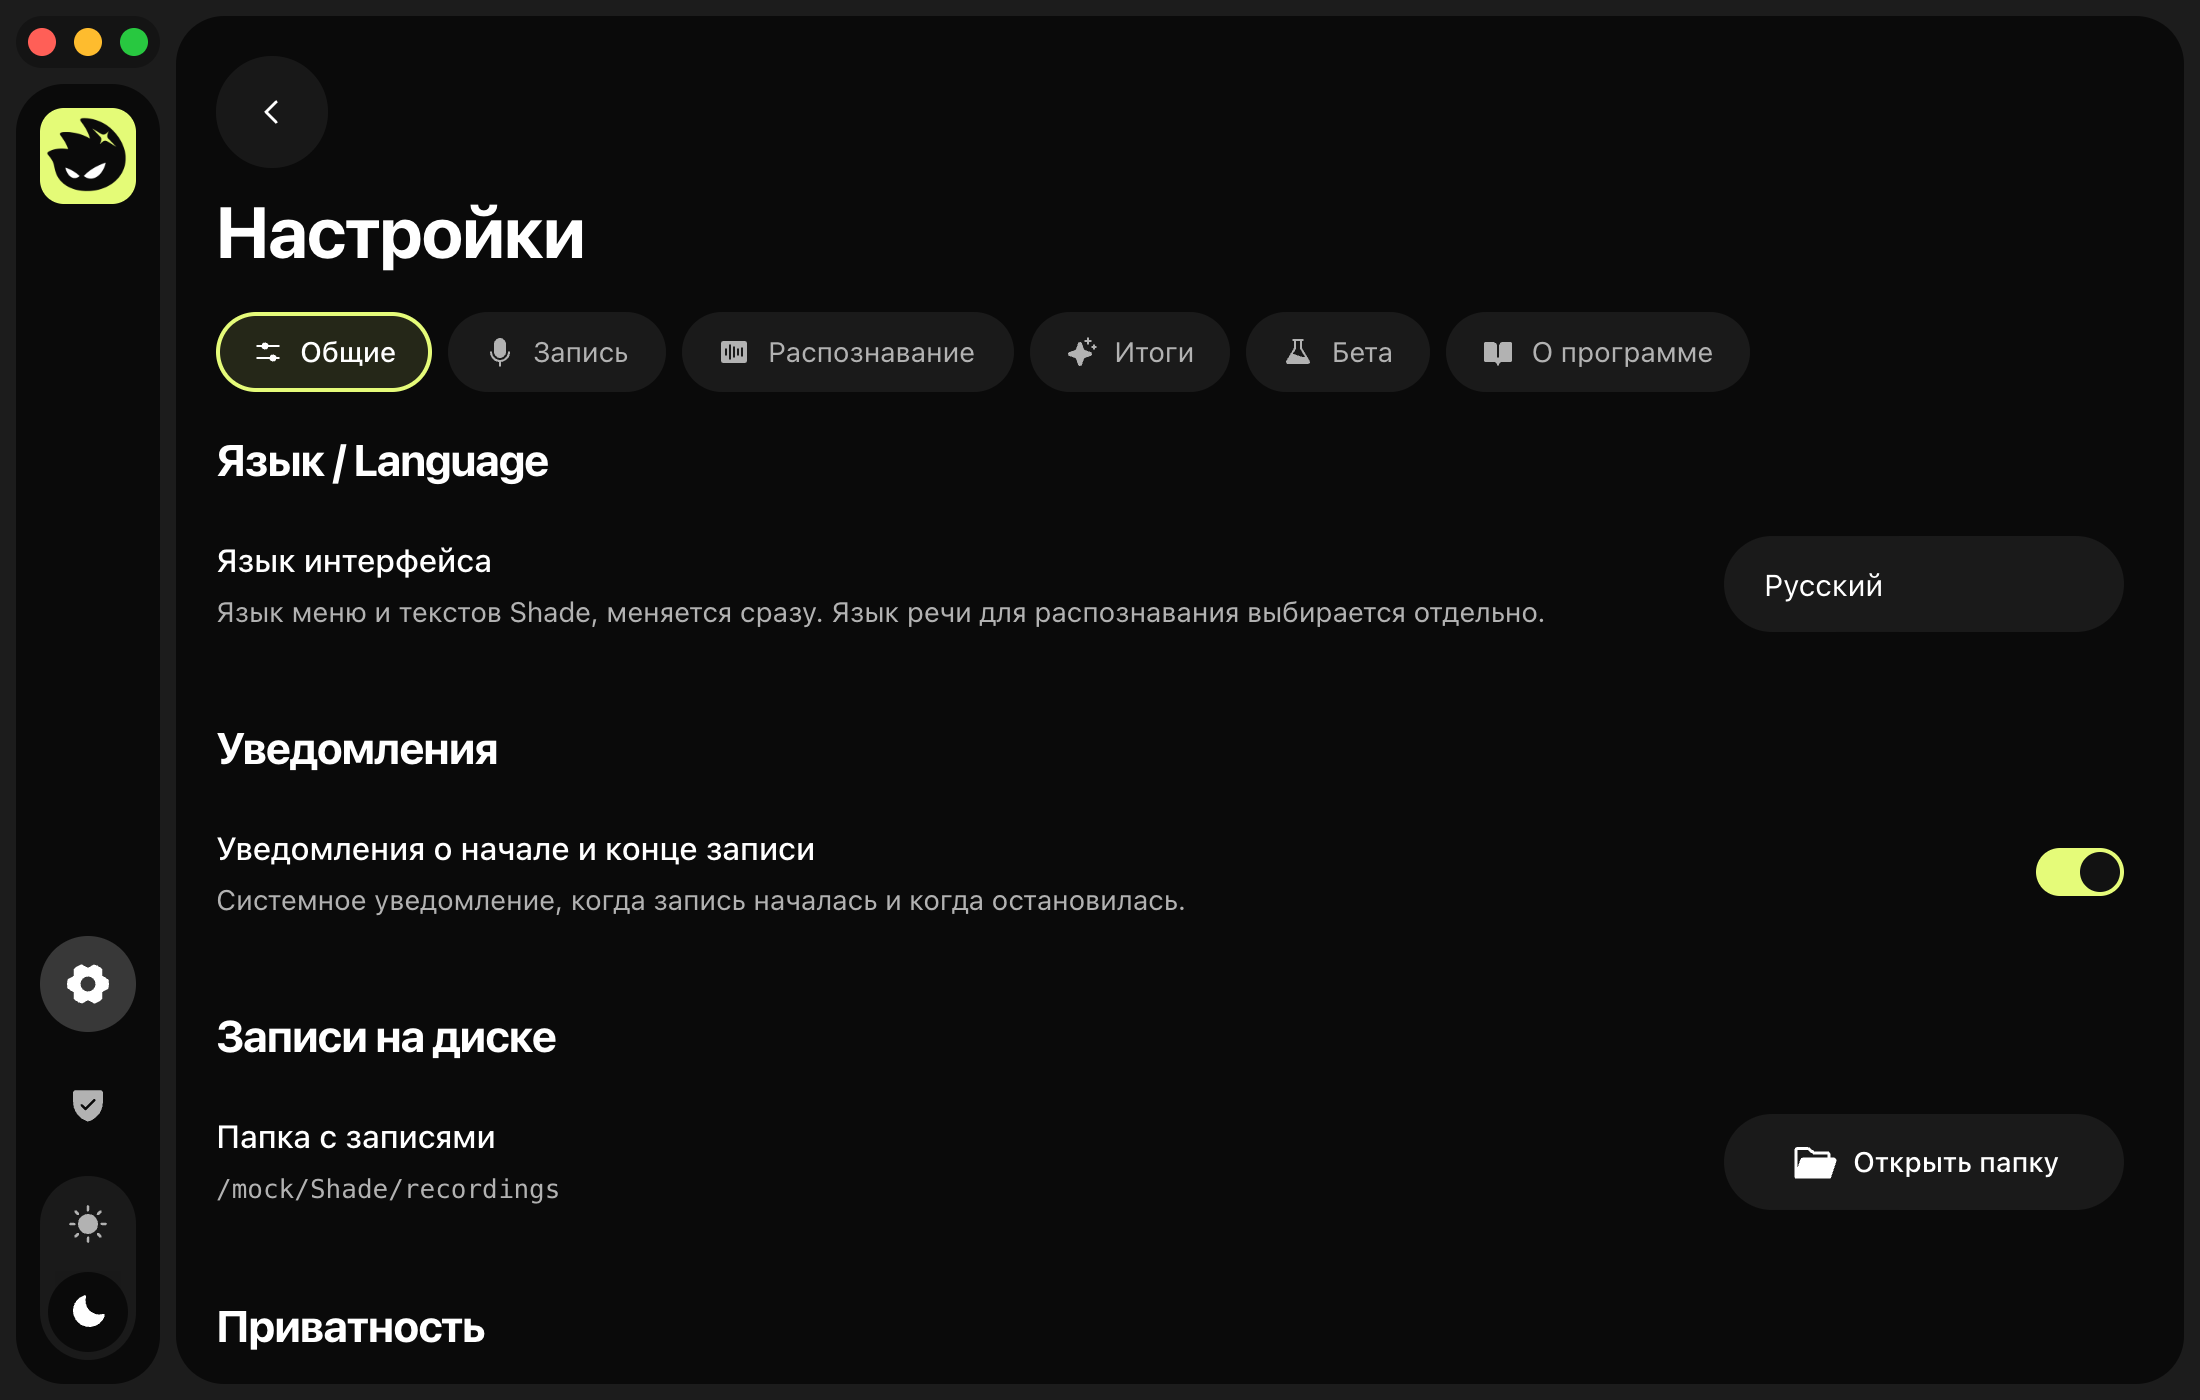 Настройки
Общие
Запись
Распознавание
Итоги
Бета
О программе
Язык / Language
Язык интерфейса
Язык меню и текстов Shade, меняется сразу. Язык речи для распознавания выбирается отдельно.
Русский
Уведомления
Уведомления о начале и конце записи
Системное уведомление, когда запись началась и когда остановилась.
Записи на диске
Папка с записями
/mock/Shade/recordings
Открыть папку
Приватность